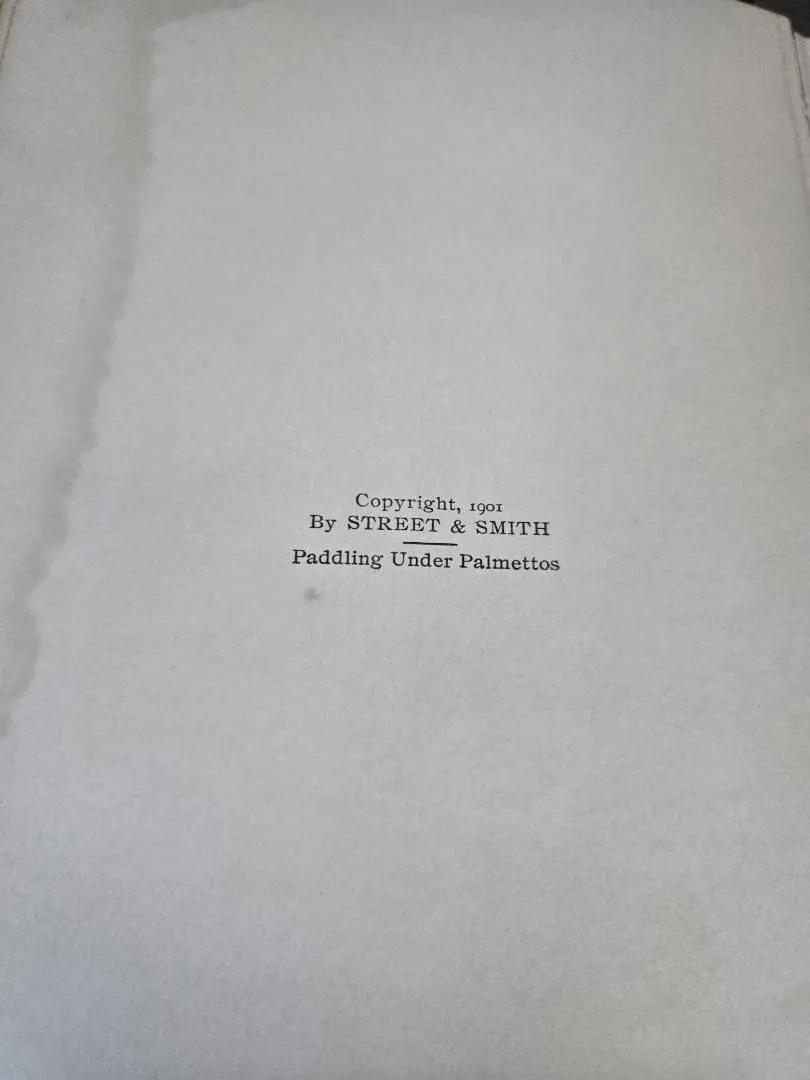 Copyright, 1901
By STREET & SMITH
Paddling Under Palmettos